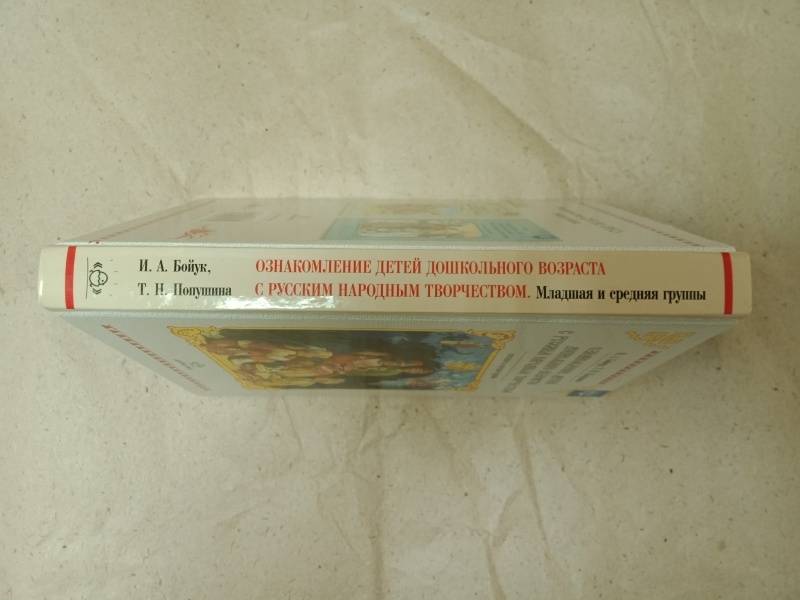 И. А. Бойук,
Т. Н. Попушина
ОЗНАКОМЛЕНИЕ ДЕТЕЙ ДОШКОЛЬНОГО ВОЗРАСТА
С РУССКИМ НАРОДНЫМ ТВОРЧЕСТВОМ. Младшая и средняя группы